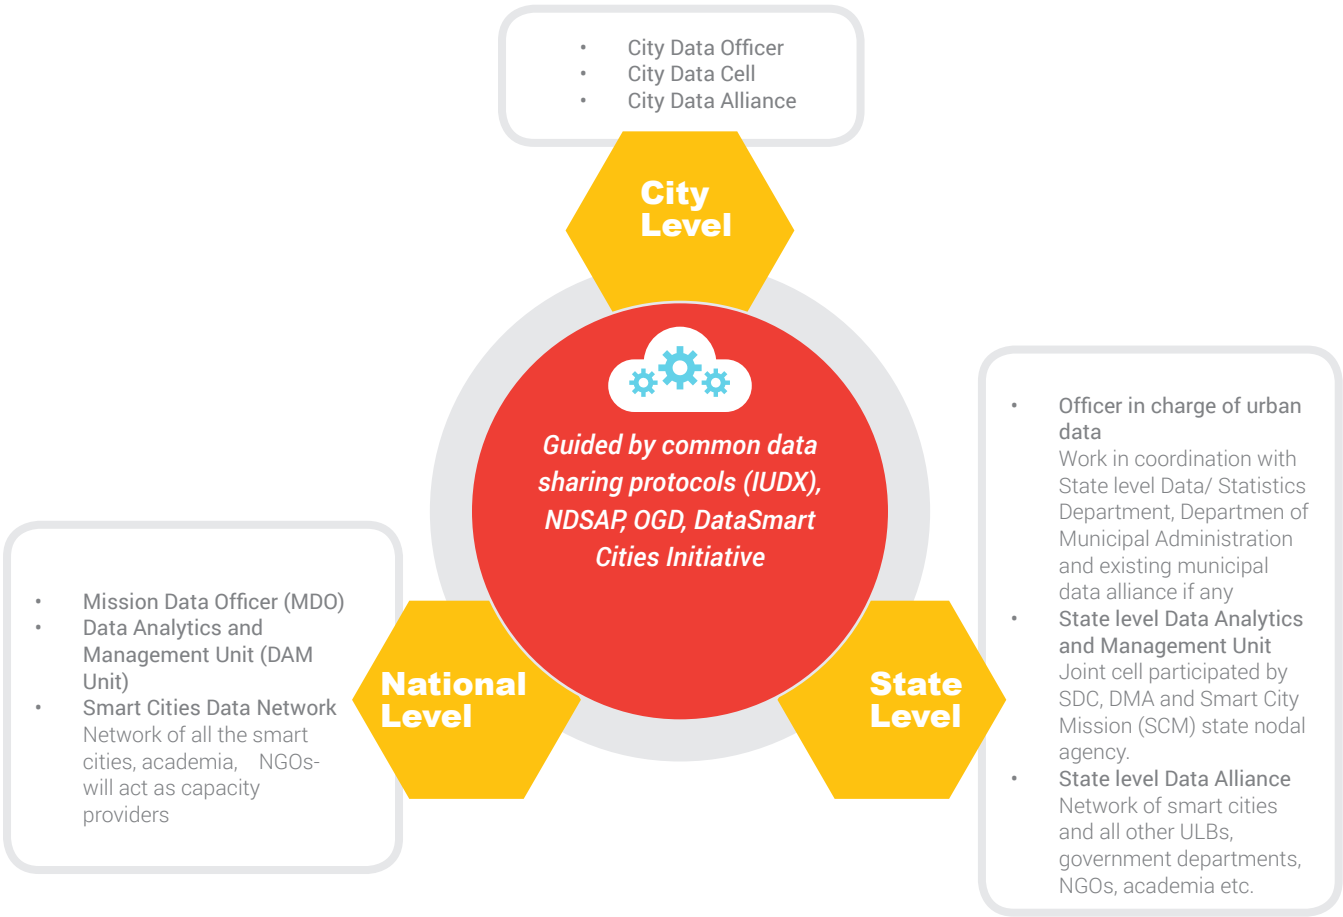 • City Data Officer
• City Data Cell
• City Data Alliance
City
Level
Guided by common data
sharing protocols (IUDX),
NDSAP, OGD, DataSmart
Cities Initiative
• Mission Data Officer (MDO)
• Data Analytics and
Management Unit (DAM
Unit)
• Smart Cities Data Network
Network of all the smart
cities, academia, NGOs-
will act as capacity
providers
National
Level
State
Level
• Officer in charge of urban
data
Work in coordination with
State level Data/ Statistics
Department, Departmen of
Municipal Administration
and existing municipal
data alliance if any
• State level Data Analytics
and Management Unit
Joint cell participated by
SDC, DMA and Smart City
Mission (SCM) state nodal
agency.
• State level Data Alliance
Network of smart cities
and all other ULBs,
government departments,
NGOs, academia etc.